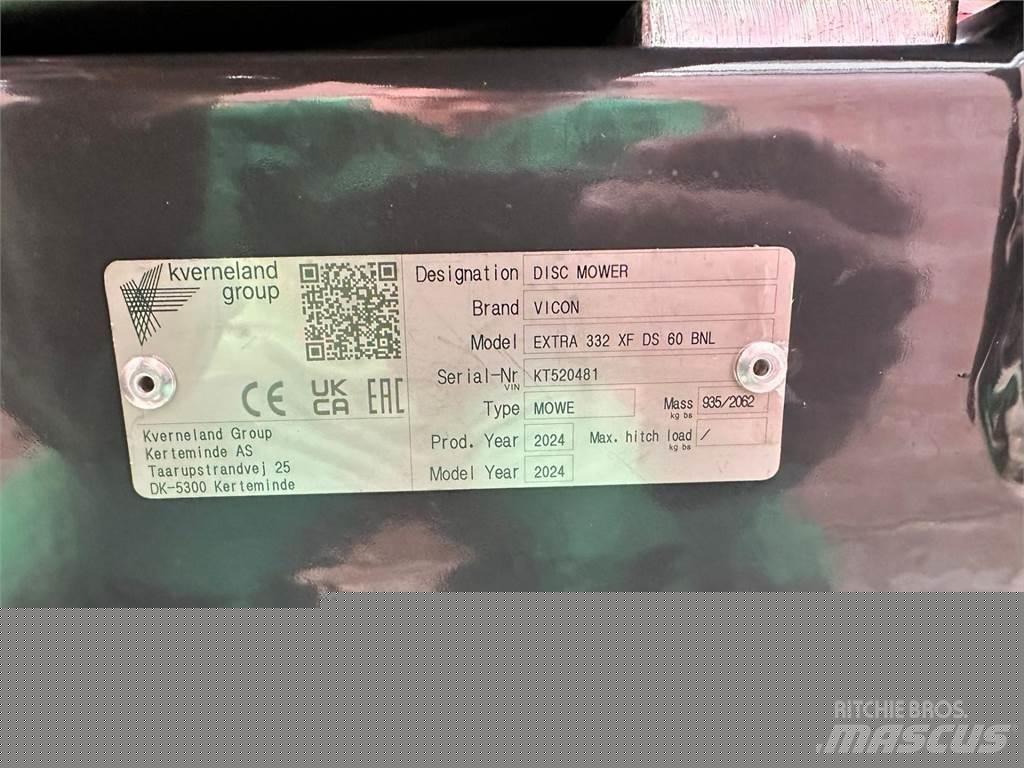 kverneland
group
CE UK CA EAC
Kverneland Group
Kerteminde AS
Taarupstrandvej 25
DK-5300 Kerteminde
Designation DISC MOWER
Brand VICON
Model EXTRA 332 XF DS 60 BNL
Serial-Nr KT520481
VIN
Type MOWE Mass 935/2062
kg lbs
Prod. Year 2024 Max. hitch load /
kg lbs
Model Year 2024
RITCHIE BROS.
MASCUS